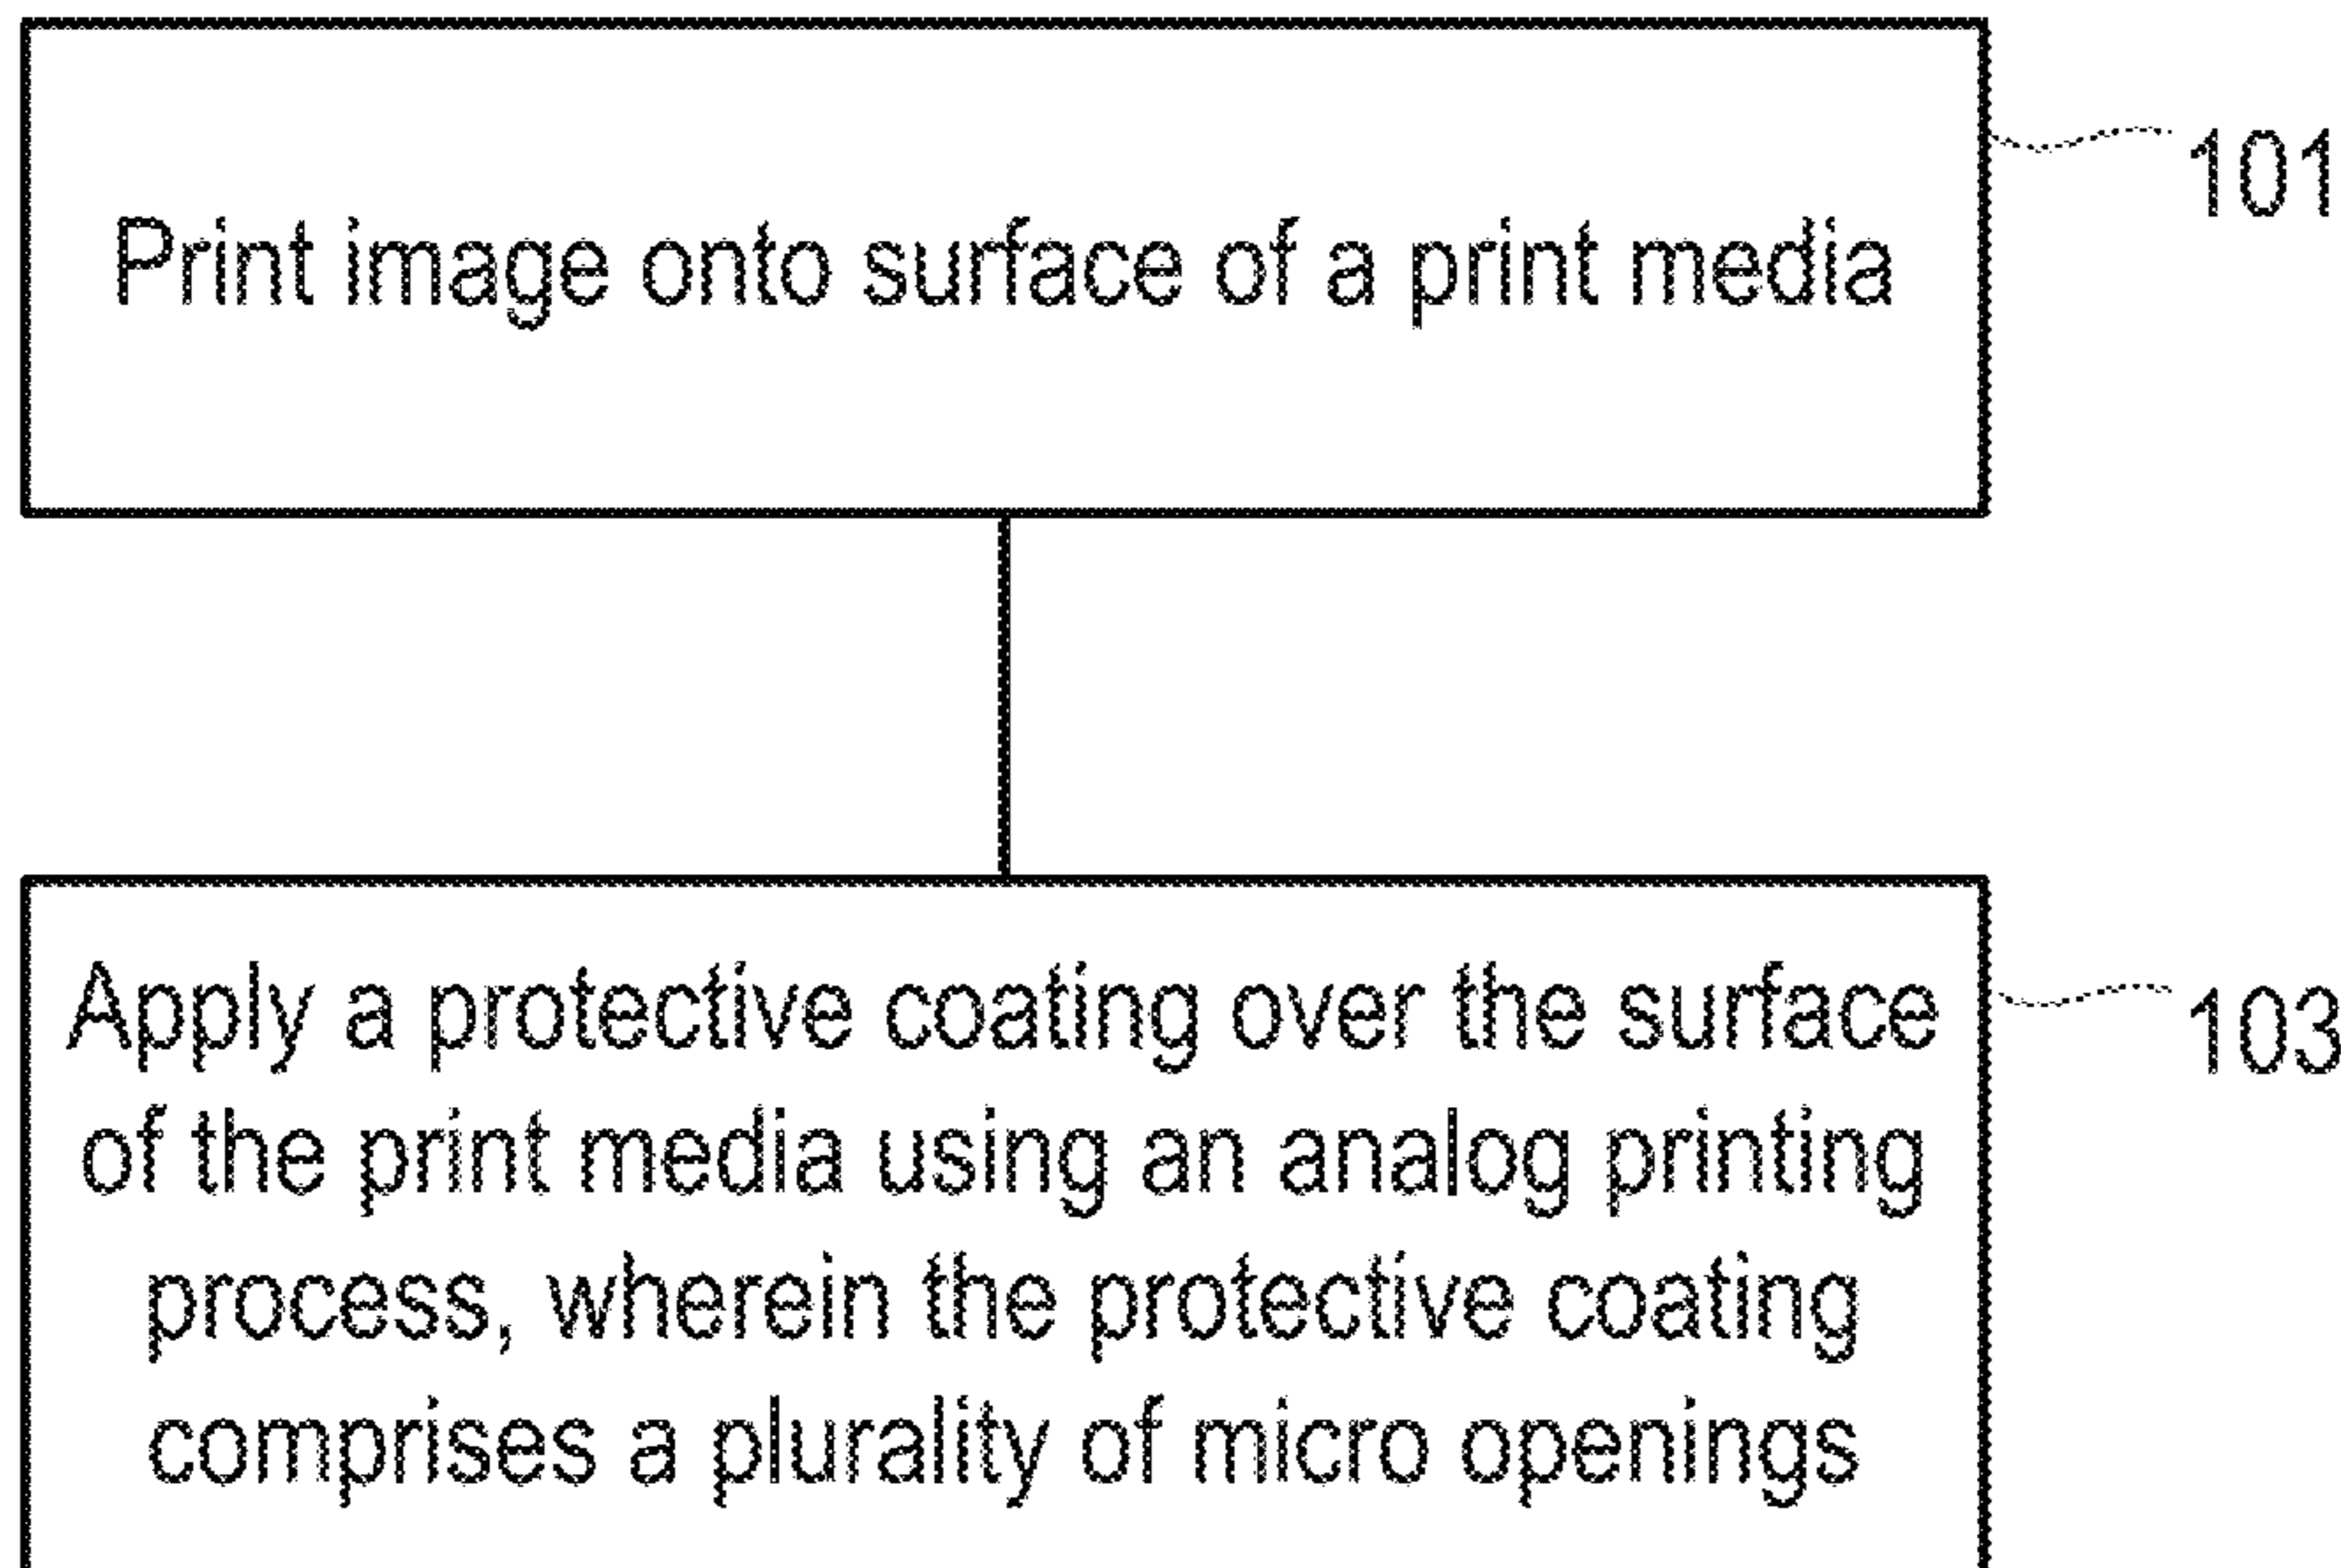 Print image onto surface of a print media
101
Apply a protective coating over the surface
of the print media using an analog printing
process, wherein the protective coating
comprises a plurality of micro openings
103